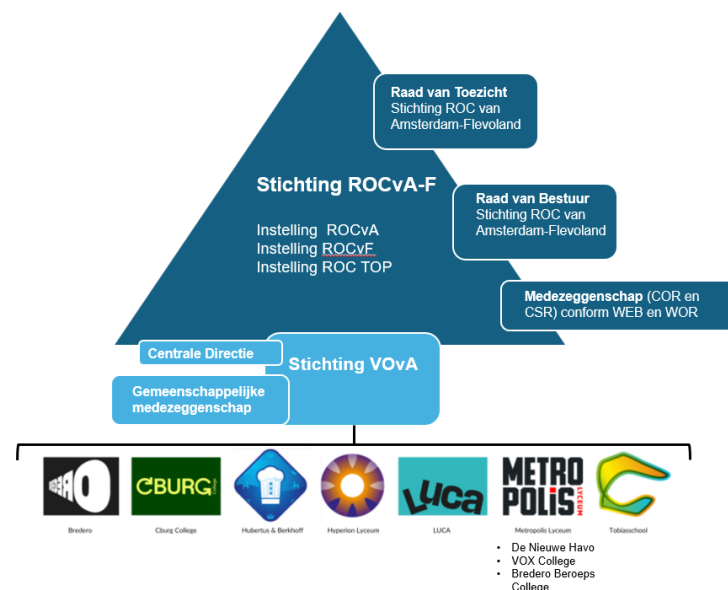 Raad van Toezicht
Stichting ROC van
Amsterdam-Flevoland
Stichting ROCvA-F
Raad van Bestuur
Stichting ROC van
Amsterdam-Flevoland
Instelling ROCvA
Instelling ROCvF
Instelling ROC TOP
Medezeggenschap (COR en
CSR) conform WEB en WOR
Centrale Directie
Stichting VOvA
Gemeenschappelijke
medezeggenschap
CBURG
College
Luca
METRO
POLiS
LYCEUM
Bredero
Cburg College
Hubertus & Berkhoff
Hyperion Lyceum
LUCA
Metropolis Lyceum
Tobiasschool
• De Nieuwe Havo
• VOX College
• Bredero Beroeps
College